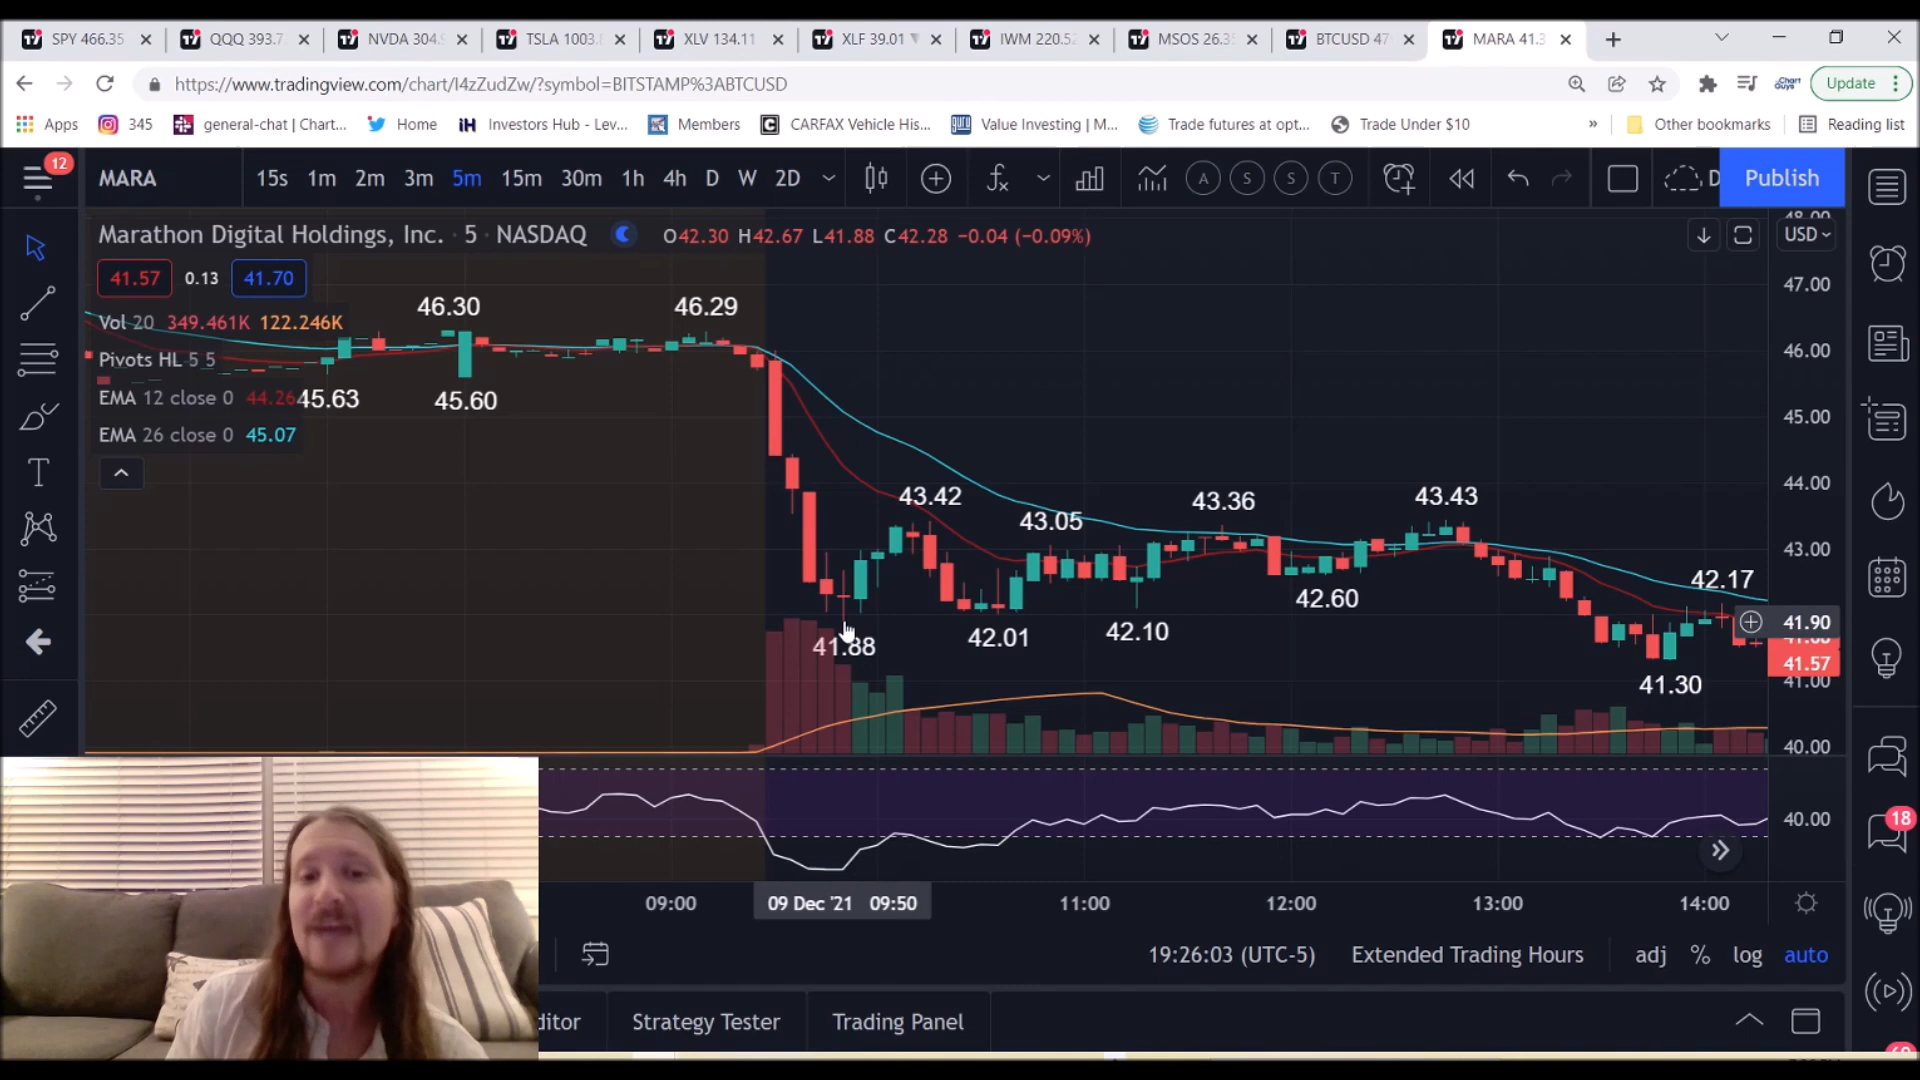 SPY 466.35
QQQ 393.7
NVDA 304.
TSLA 1003.
XLV 134.11
XLF 39.01
IWM 220.5
MSOS 26.3
BTCUSD 47
MARA 41.3
https://www.tradingview.com/chart/I4zZudZw/?symbol=BITSTAMP%3ABTCUSD
Update
Apps
345
general-chat | Chart...
Home
iH Investors Hub - Lev...
Members
CARFAX Vehicle His...
guru Value Investing | M...
Trade futures at opt...
Trade Under $10
»
Other bookmarks
Reading list
12
MARA
15s 1m 2m 3m 5m 15m 30m 1h 4h D W 2D
A S S T
D
Publish
Marathon Digital Holdings, Inc. · 5 · NASDAQ
O42.30 H42.67 L41.88 C42.28 −0.04 (−0.09%)
USD
41.57 0.13 41.70
Vol 20 349.461K 122.246K
Pivots HL 5 5
EMA 12 close 0 44.26
EMA 26 close 0 45.07
46.30
46.29
45.63
45.60
43.42
43.05
43.36
43.43
42.17
42.60
41.88
42.01
42.10
41.30
48.00
47.00
46.00
45.00
44.00
43.00
41.90
41.57
41.00
40.00
40.00
09:00
09 Dec '21 09:50
11:00
12:00
13:00
14:00
18
19:26:03 (UTC-5)
Extended Trading Hours
adj % log auto
ditor
Strategy Tester
Trading Panel